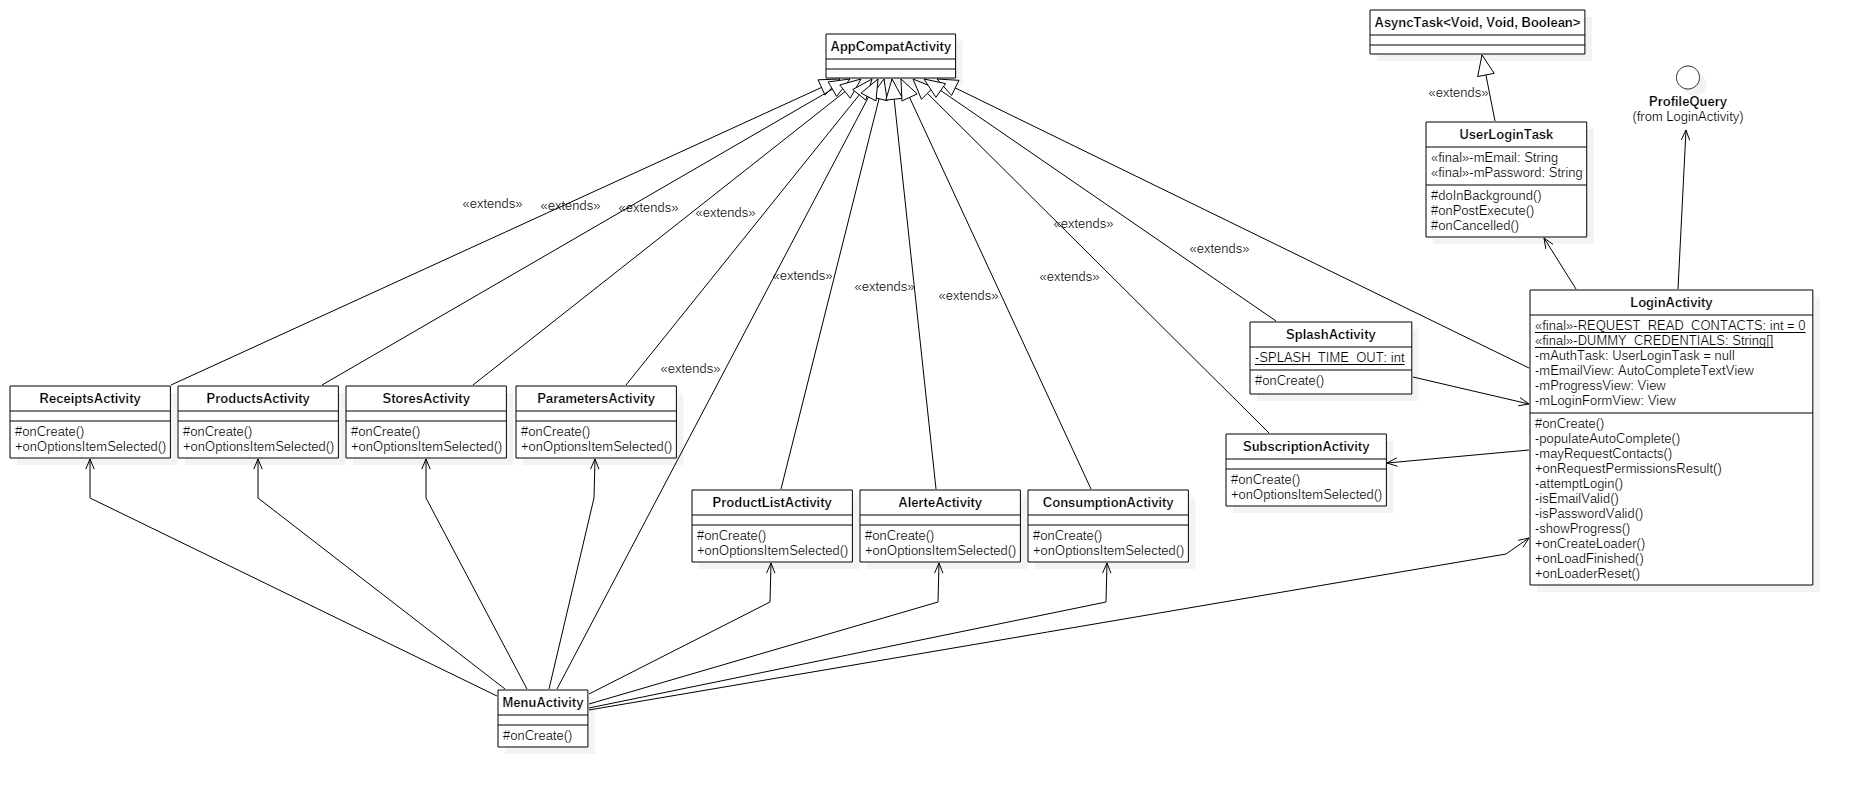 AsyncTask<Void, Void, Boolean>
AppCompatActivity
«extends»
ProfileQuery
(from LoginActivity)
UserLoginTask
«final»-mEmail: String
«final»-mPassword: String
#doInBackground()
#onPostExecute()
#onCancelled()
«extends»
«extends»
«extends»
«extends»
«extends»
«extends»
«extends»
«extends»
«extends»
«extends»
«extends»
LoginActivity
«final»-REQUEST_READ_CONTACTS: int = 0
«final»-DUMMY_CREDENTIALS: String[]
-mAuthTask: UserLoginTask = null
-mEmailView: AutoCompleteTextView
-mProgressView: View
-mLoginFormView: View
#onCreate()
-populateAutoComplete()
-mayRequestContacts()
+onRequestPermissionsResult()
-attemptLogin()
-isEmailValid()
-isPasswordValid()
-showProgress()
+onCreateLoader()
+onLoadFinished()
+onLoaderReset()
SplashActivity
-SPLASH_TIME_OUT: int
#onCreate()
ReceiptsActivity
#onCreate()
+onOptionsItemSelected()
ProductsActivity
#onCreate()
+onOptionsItemSelected()
StoresActivity
#onCreate()
+onOptionsItemSelected()
ParametersActivity
#onCreate()
+onOptionsItemSelected()
SubscriptionActivity
#onCreate()
+onOptionsItemSelected()
ProductListActivity
#onCreate()
+onOptionsItemSelected()
AlerteActivity
#onCreate()
+onOptionsItemSelected()
ConsumptionActivity
#onCreate()
+onOptionsItemSelected()
MenuActivity
#onCreate()